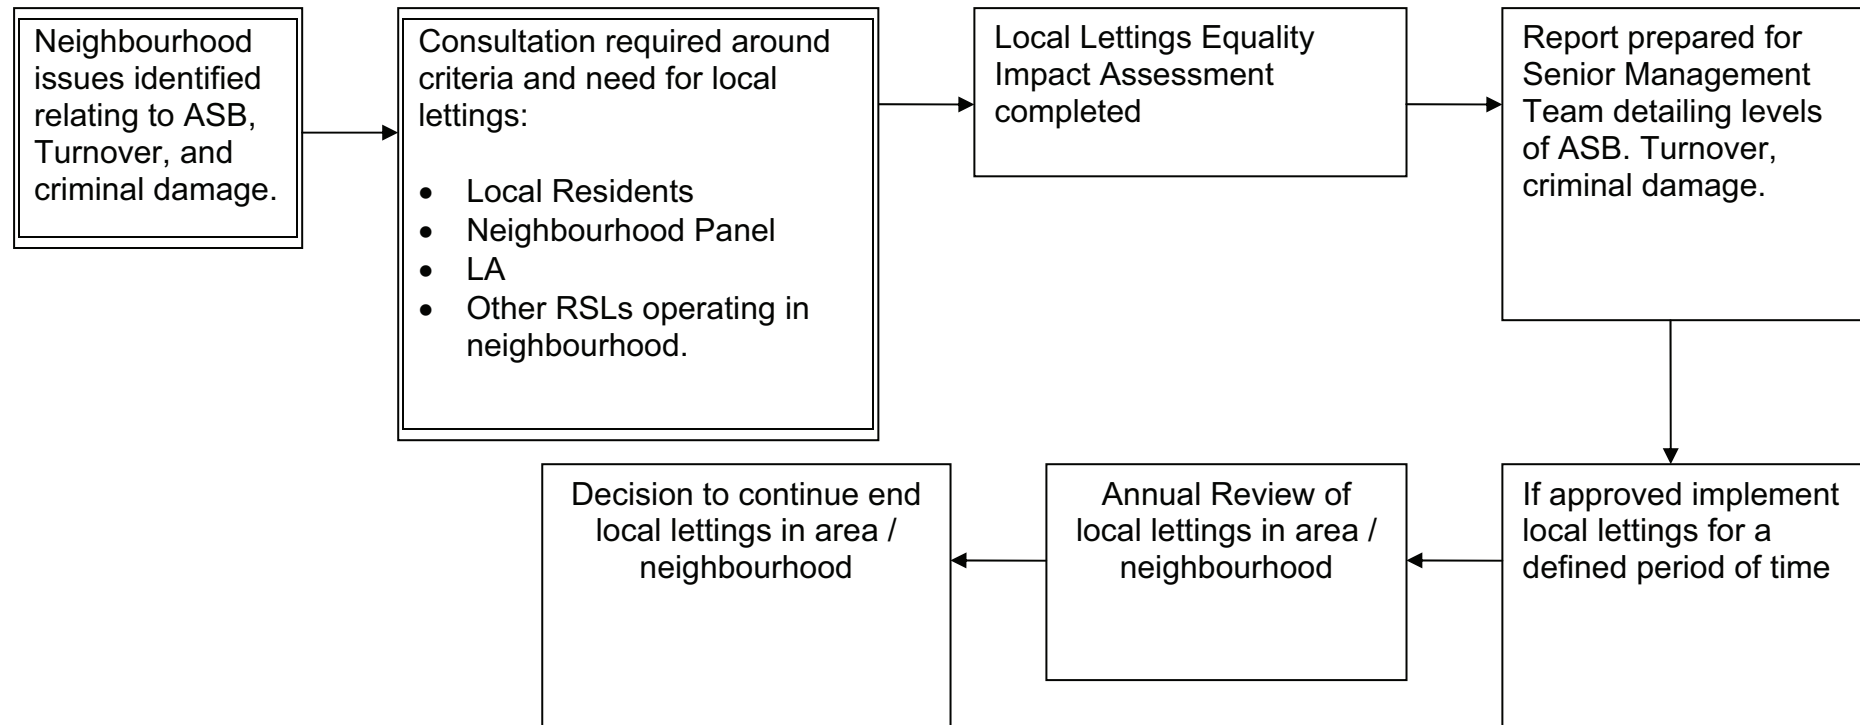 Neighbourhood
issues identified
relating to ASB,
Turnover, and
criminal damage.
Consultation required around
criteria and need for local
lettings:
• Local Residents
• Neighbourhood Panel
• LA
• Other RSLs operating in
neighbourhood.
Local Lettings Equality
Impact Assessment
completed
Report prepared for
Senior Management
Team detailing levels
of ASB. Turnover,
criminal damage.
If approved implement
local lettings for a
defined period of time
Annual Review of
local lettings in area /
neighbourhood
Decision to continue end
local lettings in area /
neighbourhood